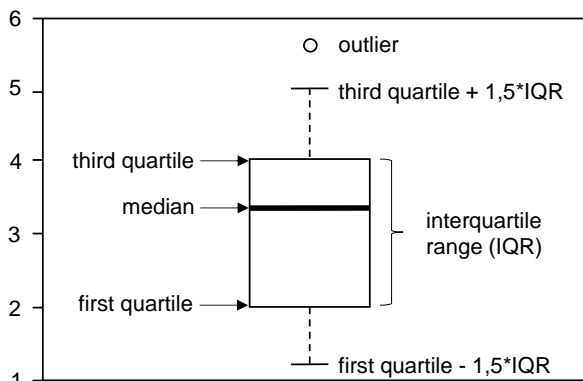 6
outlier
5
third quartile + 1,5*IQR
4
third quartile
median
interquartile
range (IQR)
3
first quartile
2
first quartile - 1,5*IQR
1